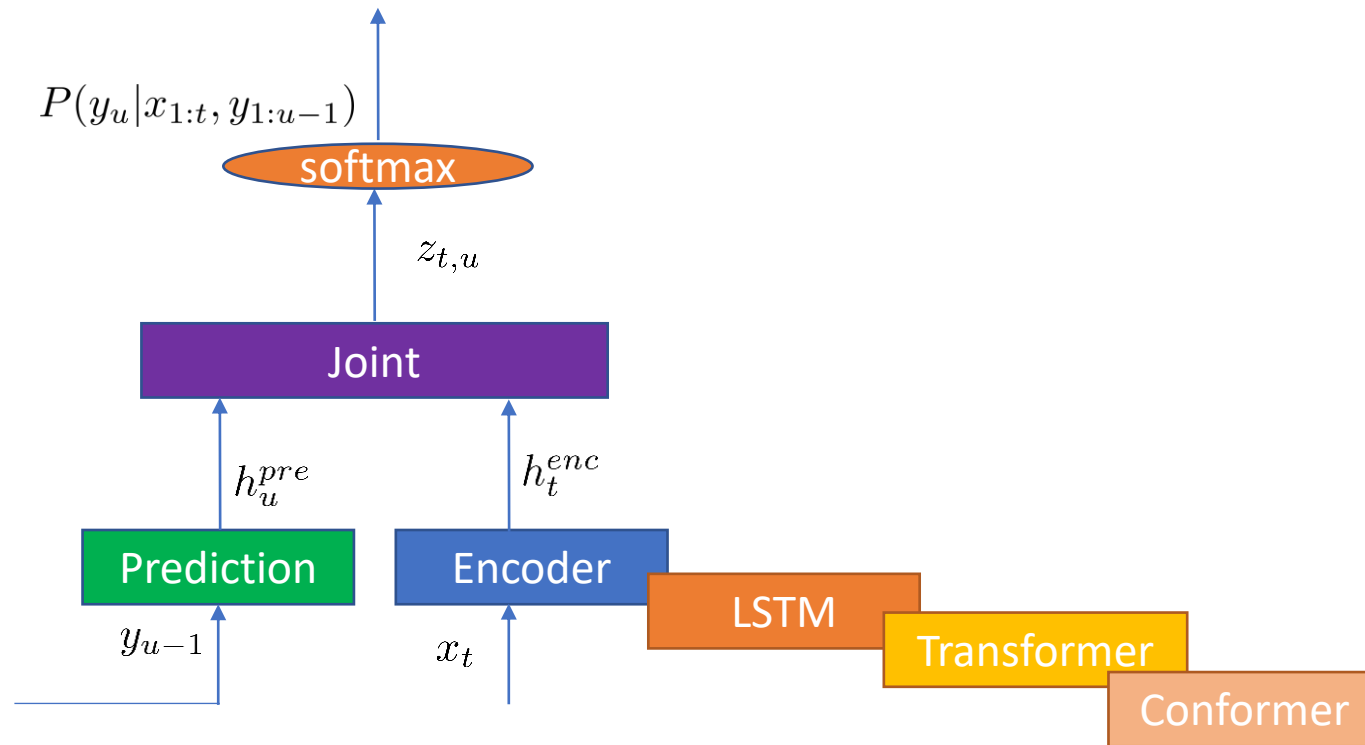 P(y_u|x_{1:t}, y_{1:u−1})
softmax
z_{t,u}
Joint
h_u^{pre}
h_t^{enc}
Prediction
Encoder
LSTM
y_{u−1}
x_t
Transformer
Conformer